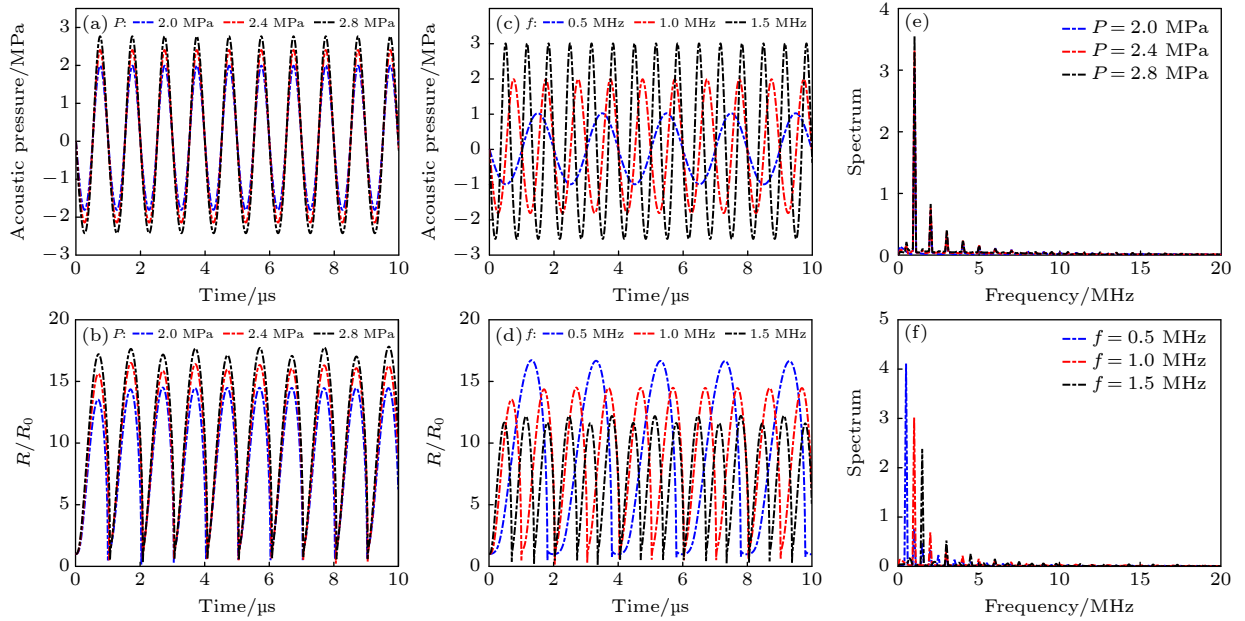 (a) P: 2.0 MPa 2.4 MPa 2.8 MPa
Acoustic pressure/MPa
3
2
1
0
−1
−2
−3
0 2 4 6 8 10
Time/µs
(c) f: 0.5 MHz 1.0 MHz 1.5 MHz
Acoustic pressure/MPa
4
3
2
1
0
−1
−2
−3
0 2 4 6 8 10
Time/µs
(e)
P=2.0 MPa
P=2.4 MPa
P=2.8 MPa
Spectrum
4
3
2
1
0
0 5 10 15 20
Frequency/MHz
(b) P: 2.0 MPa 2.4 MPa 2.8 MPa
R/R0
20
15
10
5
0
0 2 4 6 8 10
Time/µs
(d) f: 0.5 MHz 1.0 MHz 1.5 MHz
R/R0
20
15
10
5
0
0 2 4 6 8 10
Time/µs
(f)
f=0.5 MHz
f=1.0 MHz
f=1.5 MHz
Spectrum
5
4
3
2
1
0
0 5 10 15 20
Frequency/MHz